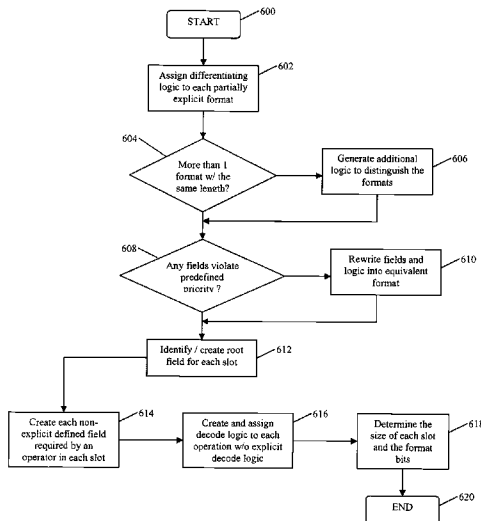 START
600
Assign differentiating
logic to each partially
explicit format
602
604
More than 1
format w/ the
same length?
Generate additional
logic to distinguish the
formats
606
608
Any fields violate
predefined
priority ?
Rewrite fields and
logic into equivalent
format
610
Identify / create root
field for each slot
612
Create each non-
explicit defined field
required by an
operator in each slot
614
Create and assign
decode logic to each
operation w/o explicit
decode logic
616
Determine the
size of each slot
and the format
bits
618
END
620